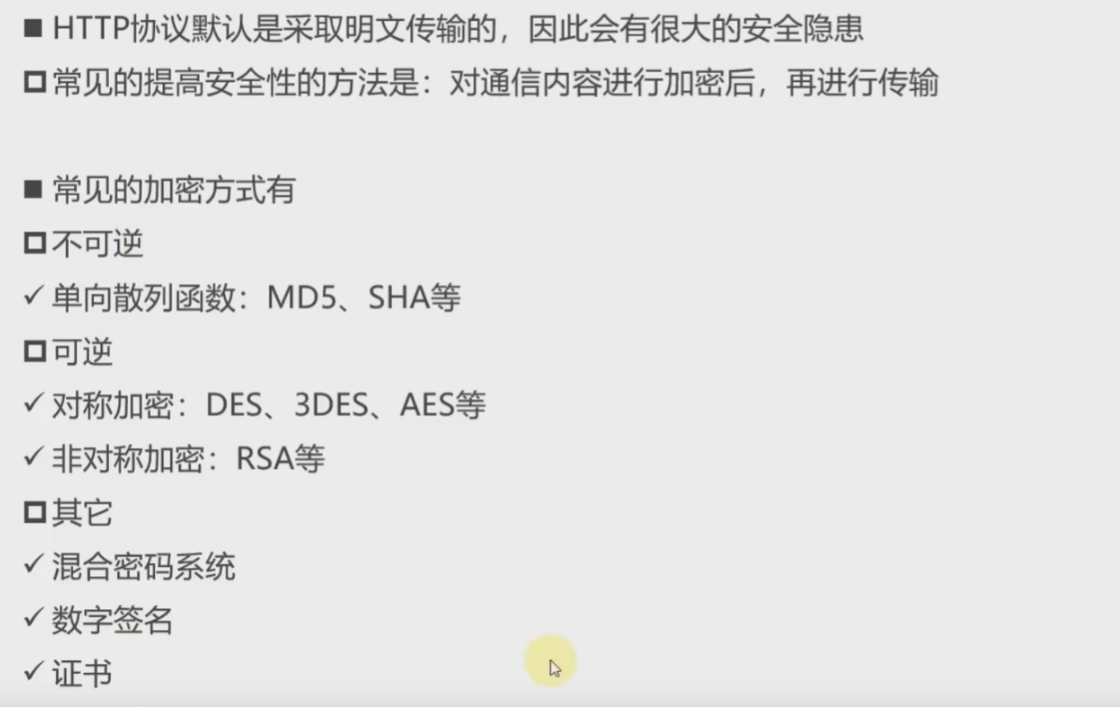 ■ HTTP协议默认是采取明文传输的，因此会有很大的安全隐患
□ 常见的提高安全性的方法是：对通信内容进行加密后，再进行传输
■ 常见的加密方式有
□ 不可逆
✓ 单向散列函数：MD5、SHA等
□ 可逆
✓ 对称加密：DES、3DES、AES等
✓ 非对称加密：RSA等
□ 其它
✓ 混合密码系统
✓ 数字签名
✓ 证书